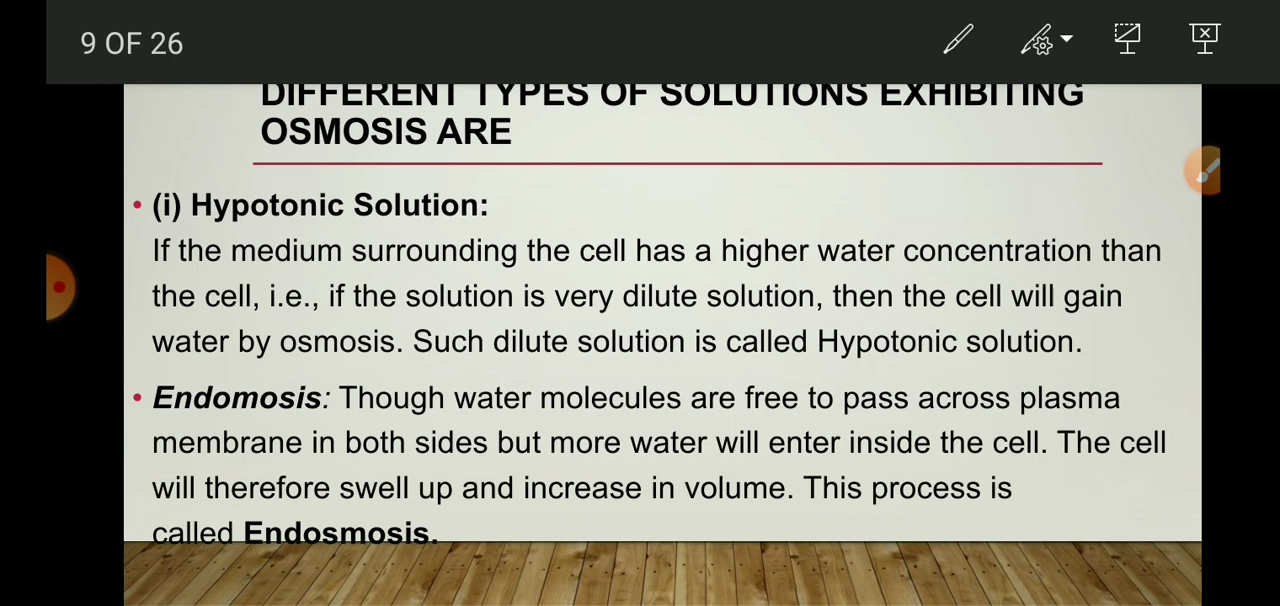 9 OF 26
DIFFERENT TYPES OF SOLUTIONS EXHIBITING
OSMOSIS ARE
• (i) Hypotonic Solution:
If the medium surrounding the cell has a higher water concentration than
the cell, i.e., if the solution is very dilute solution, then the cell will gain
water by osmosis. Such dilute solution is called Hypotonic solution.
• Endomosis: Though water molecules are free to pass across plasma
membrane in both sides but more water will enter inside the cell. The cell
will therefore swell up and increase in volume. This process is
called Endosmosis.